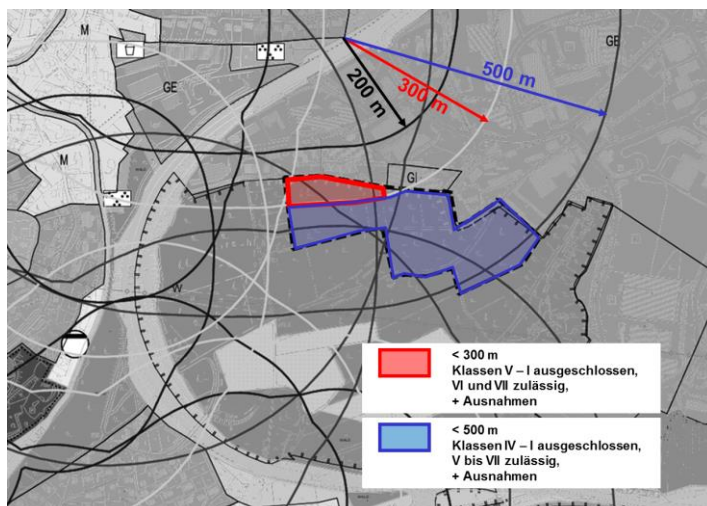 M
GE
GE
200 m
300 m
500 m
M
GI
W
< 300 m
Klassen V – I ausgeschlossen,
VI und VII zulässig,
+ Ausnahmen
< 500 m
Klassen IV – I ausgeschlossen,
V bis VII zulässig,
+ Ausnahmen